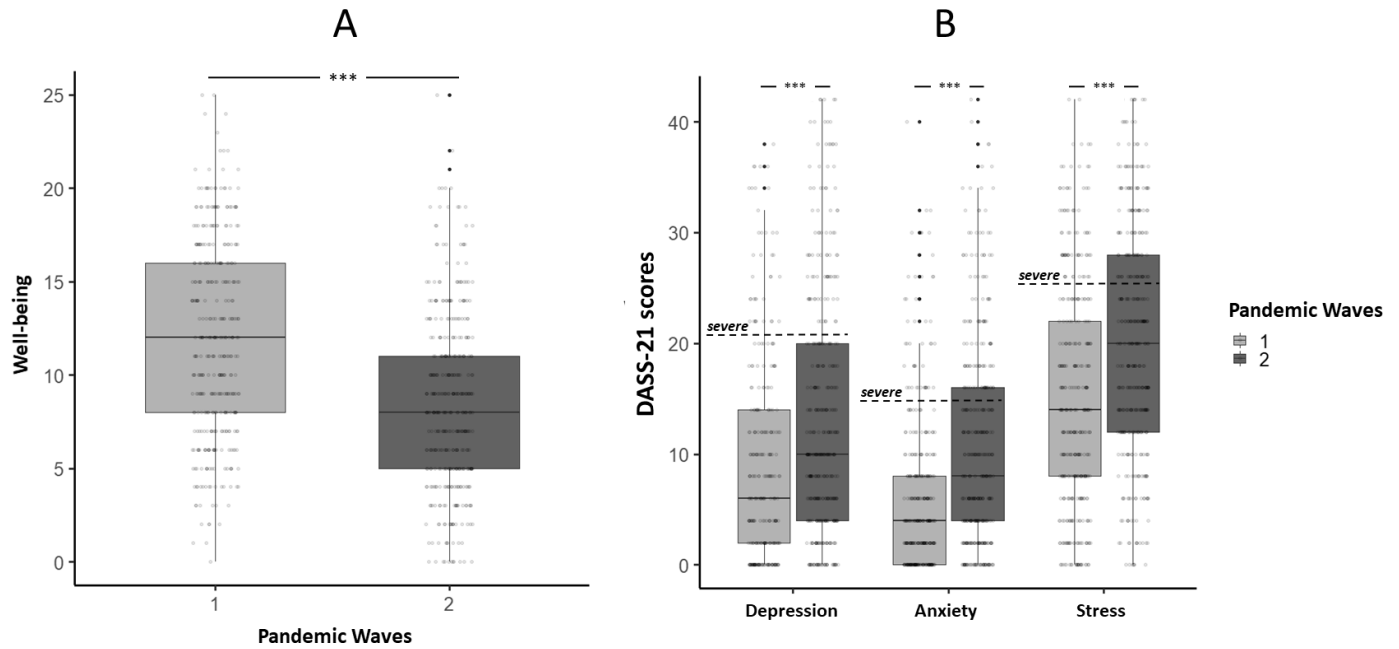 A
***
Well-being
25
20
15
10
5
0
1 2
Pandemic Waves
B
*** *** ***
DASS-21 scores
40
30
20
10
0
severe
severe
severe
Depression Anxiety Stress
Pandemic Waves
1
2